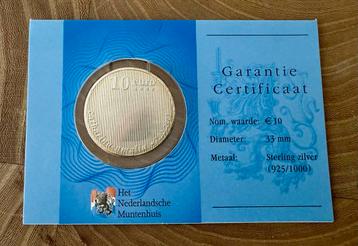 10 euro
Garantie
Certificaat
Nom. waarde: €10
Diameter: 33 mm
Metaal: Sterling zilver
(925/1000)
Het
Nederlandsche
Muntenhuis